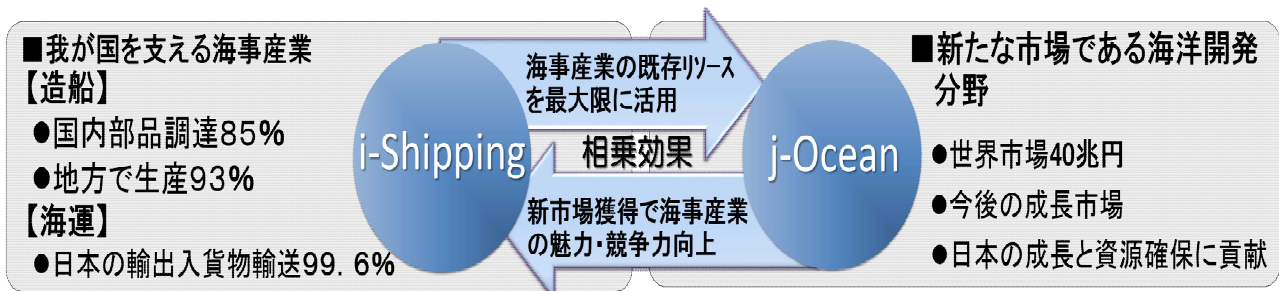 ■我が国を支える海事産業
【造船】
●国内部品調達85%
●地方で生産93%
【海運】
●日本の輸出入貨物輸送99.6%
i-Shipping
海事産業の既存リソース
を最大限に活用
相乗効果
新市場獲得で海事産業
の魅力・競争力向上
j-Ocean
■新たな市場である海洋開発
分野
●世界市場40兆円
●今後の成長市場
●日本の成長と資源確保に貢献